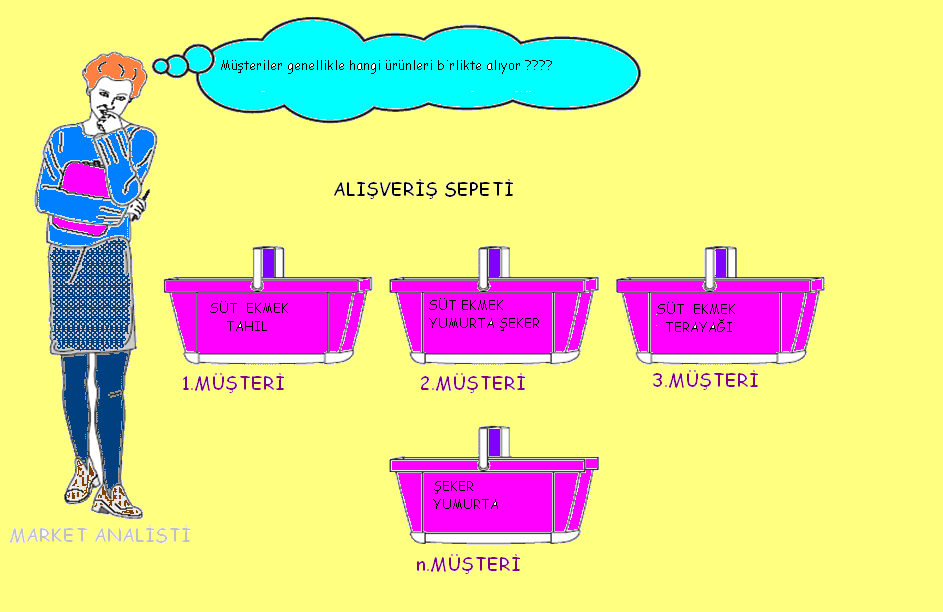 Müşteriler genellikle hangi ürünleri birlikte alıyor ????
ALIŞVERİŞ SEPETİ
SÜT EKMEK
TAHIL
SÜT EKMEK
YUMURTA ŞEKER
SÜT EKMEK
TERAYAĞI
1.MÜŞTERİ
2.MÜŞTERİ
3.MÜŞTERİ
ŞEKER
YUMURTA
MARKET ANALİSTİ
n.MÜŞTERİ